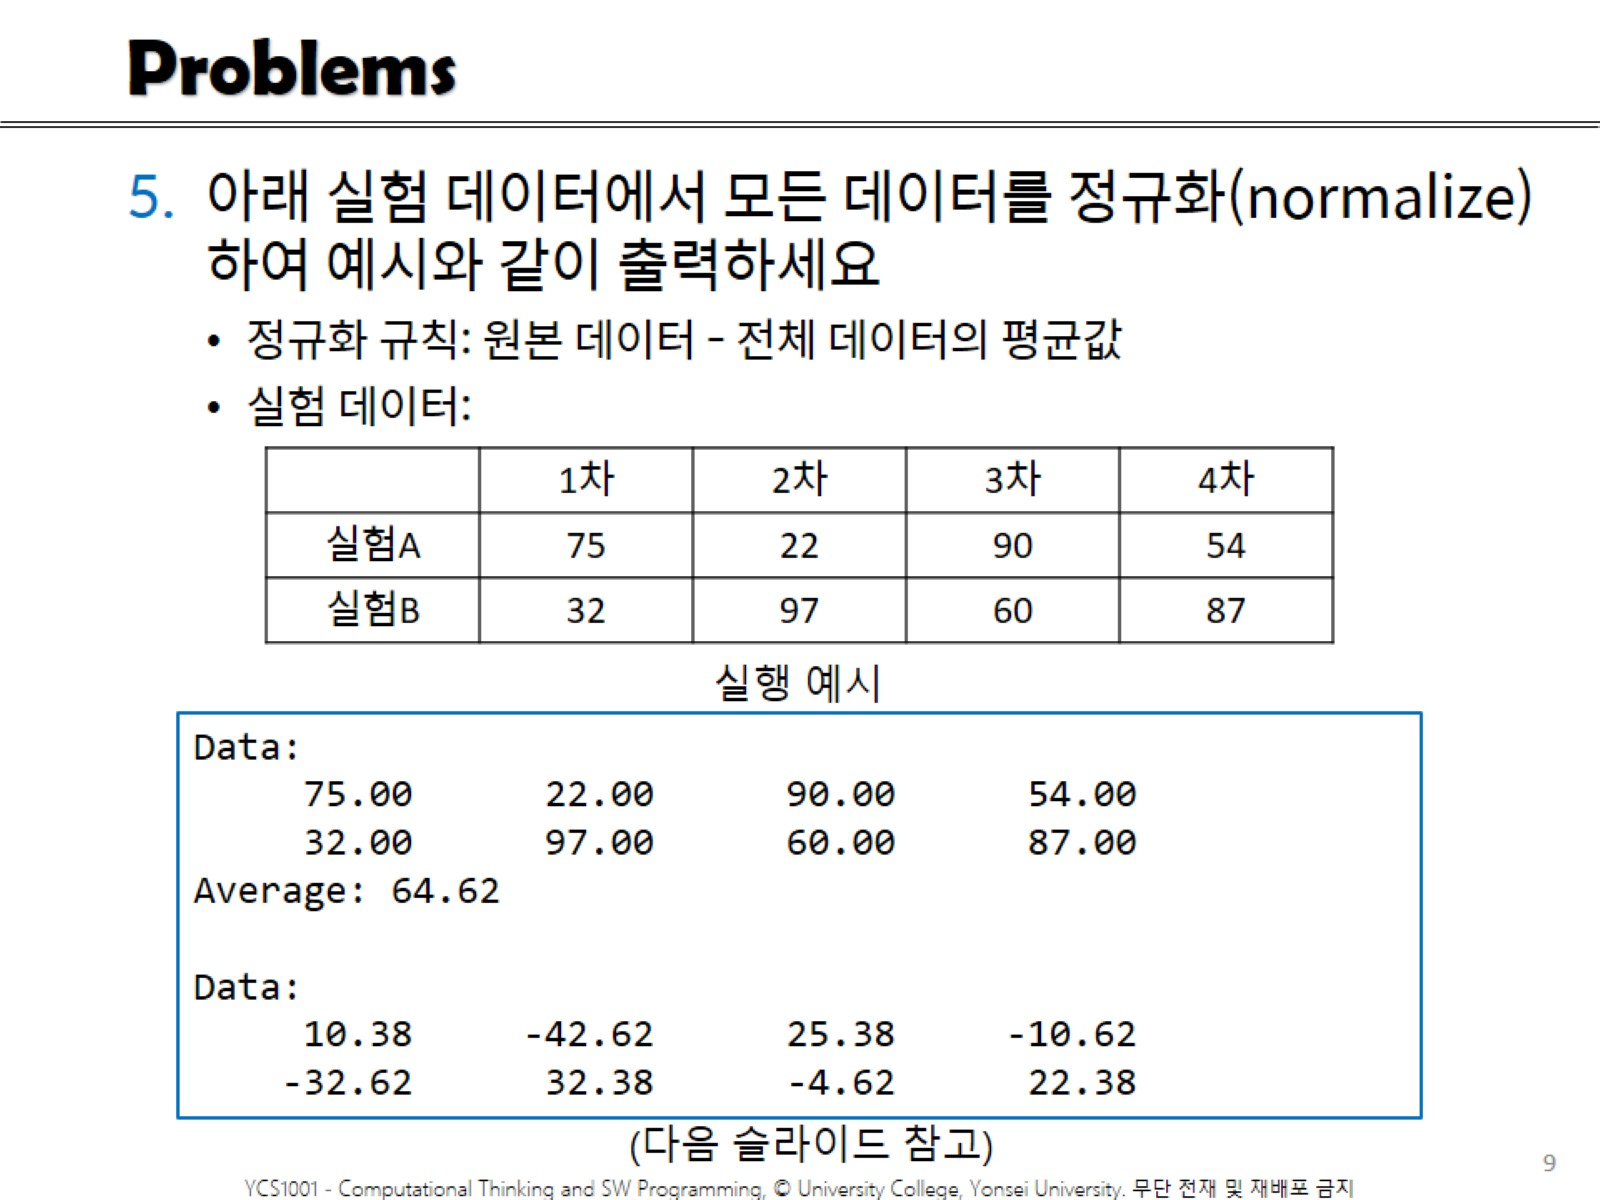 Problems
5. 아래 실험 데이터에서 모든 데이터를 정규화(normalize)
하여 예시와 같이 출력하세요
• 정규화 규칙: 원본 데이터 – 전체 데이터의 평균값
• 실험 데이터:
1차 2차 3차 4차
실험A 75 22 90 54
실험B 32 97 60 87
실행 예시
Data:
75.00 22.00 90.00 54.00
32.00 97.00 60.00 87.00
Average: 64.62
Data:
10.38 -42.62 25.38 -10.62
-32.62 32.38 -4.62 22.38
(다음 슬라이드 참고)
9
YCS1001 - Computational Thinking and SW Programming, © University College, Yonsei University. 무단 전재 및 재배포 금지